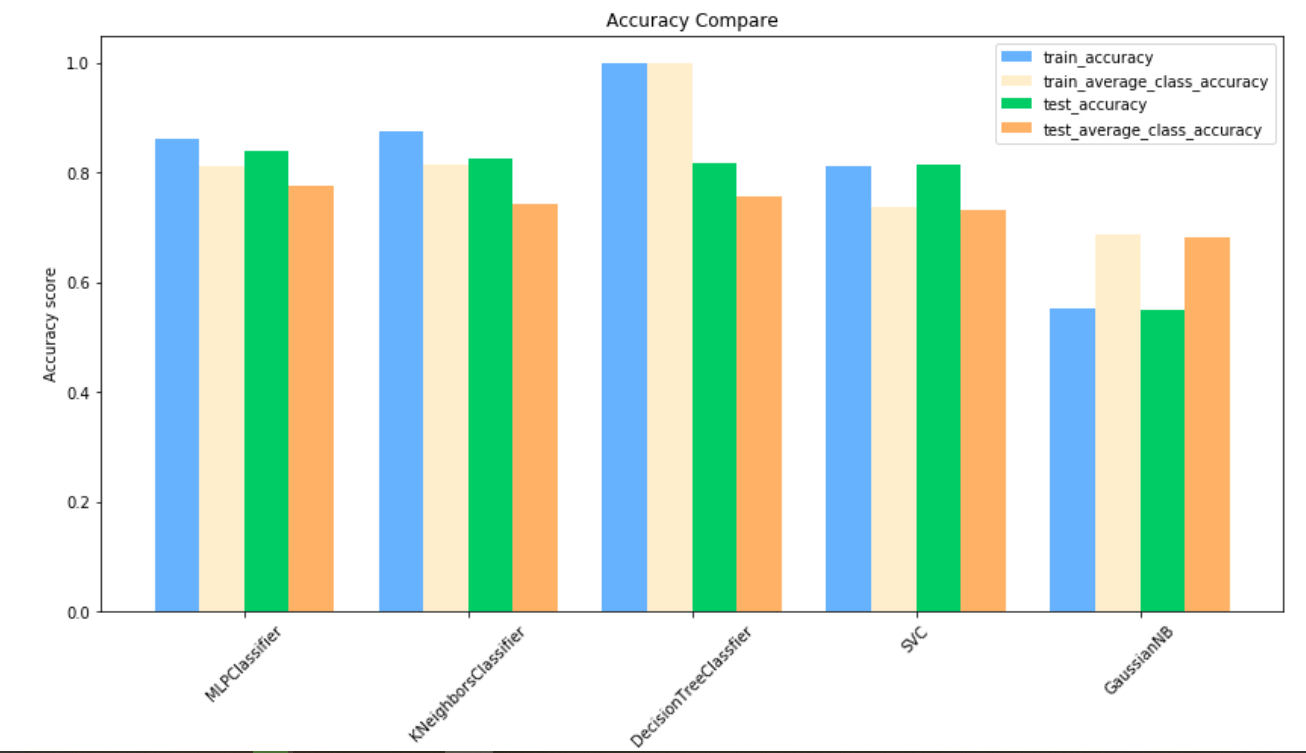 Accuracy Compare
train_accuracy
train_average_class_accuracy
test_accuracy
test_average_class_accuracy
Accuracy score
1.0
0.8
0.6
0.4
0.2
0.0
MLPClassifier
KNeighborsClassifier
DecisionTreeClassfier
SVC
GaussianNB